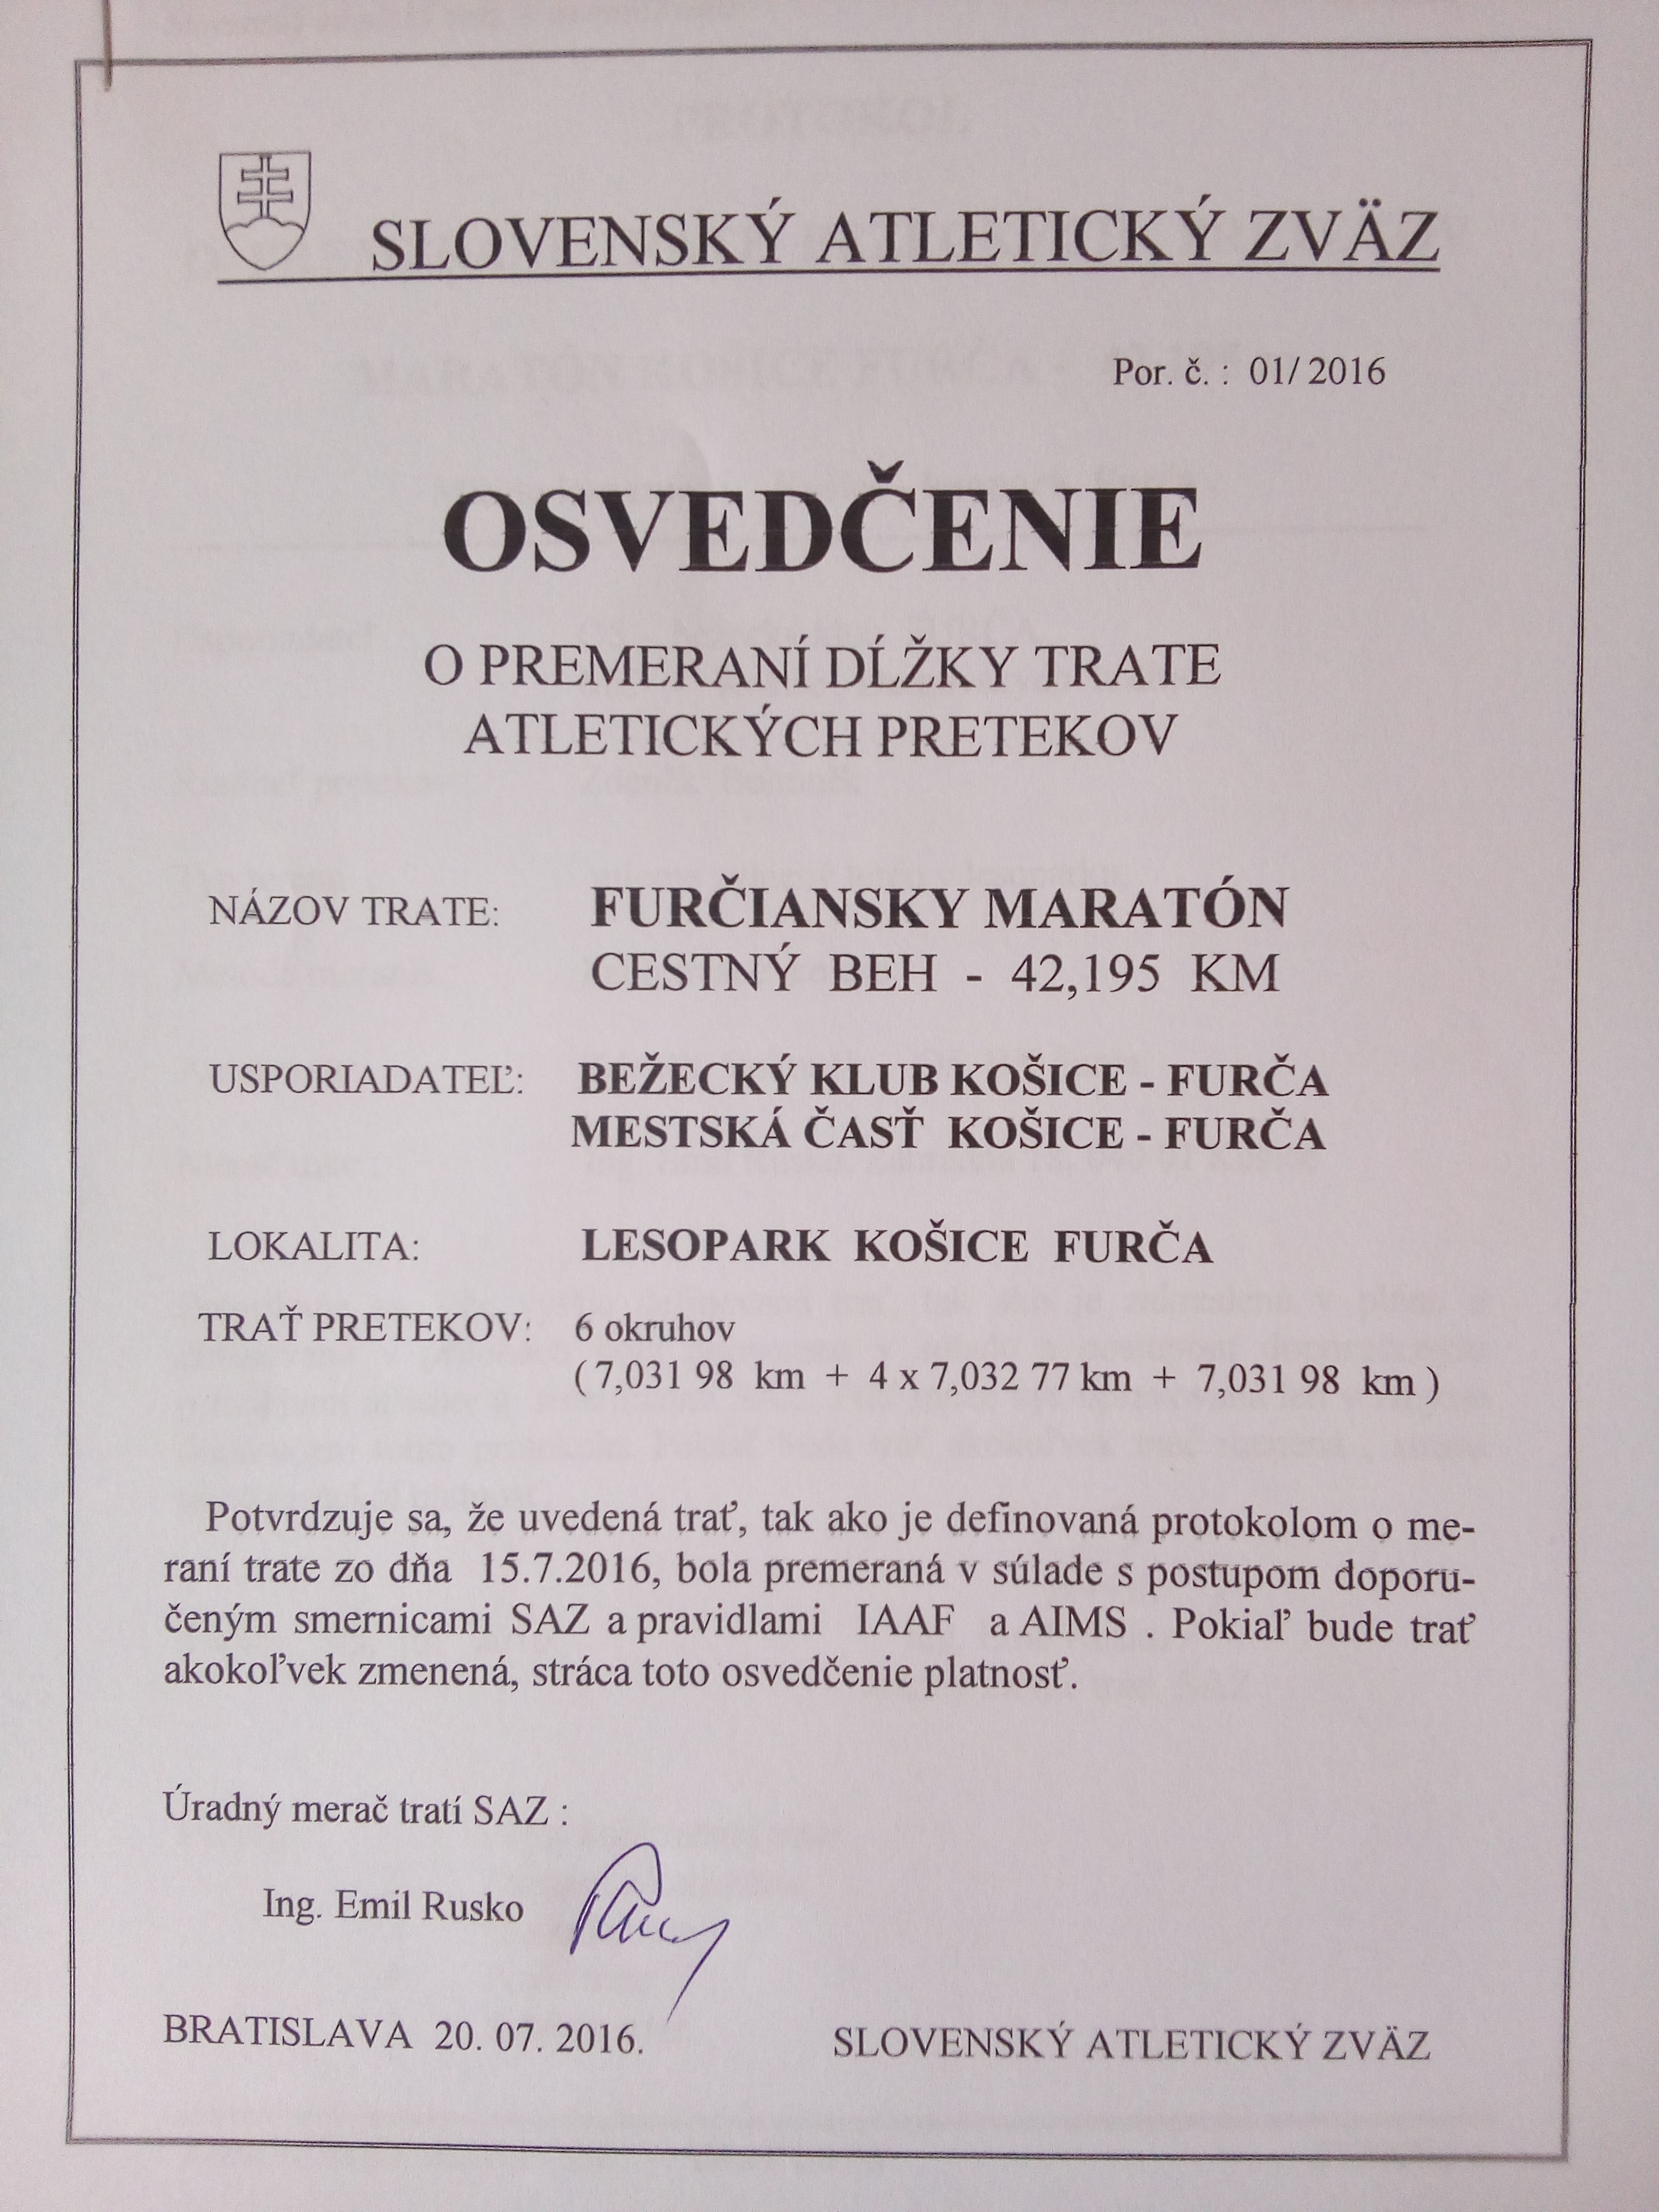 SLOVENSKÝ ATLETICKÝ ZVÄZ
Por. č. : 01/ 2016
OSVEDČENIE
O PREMERANÍ DĹŽKY TRATE
ATLETICKÝCH PRETEKOV
NÁZOV TRATE: FURČIANSKY MARATÓN
CESTNÝ BEH - 42,195 KM
USPORIADATEĽ: BEŽECKÝ KLUB KOŠICE - FURČA
MESTSKÁ ČASŤ KOŠICE - FURČA
LOKALITA: LESOPARK KOŠICE FURČA
TRAŤ PRETEKOV: 6 okruhov
( 7,031 98 km + 4 x 7,032 77 km + 7,031 98 km )
Potvrdzuje sa, že uvedená trať, tak ako je definovaná protokolom o me-
raní trate zo dňa 15.7.2016, bola premeraná v súlade s postupom doporu-
čeným smernicami SAZ a pravidlami IAAF a AIMS . Pokiaľ bude trať
akokoľvek zmenená, stráca toto osvedčenie platnosť.
Úradný merač tratí SAZ :
Ing. Emil Rusko
BRATISLAVA 20. 07. 2016. SLOVENSKÝ ATLETICKÝ ZVÄZ